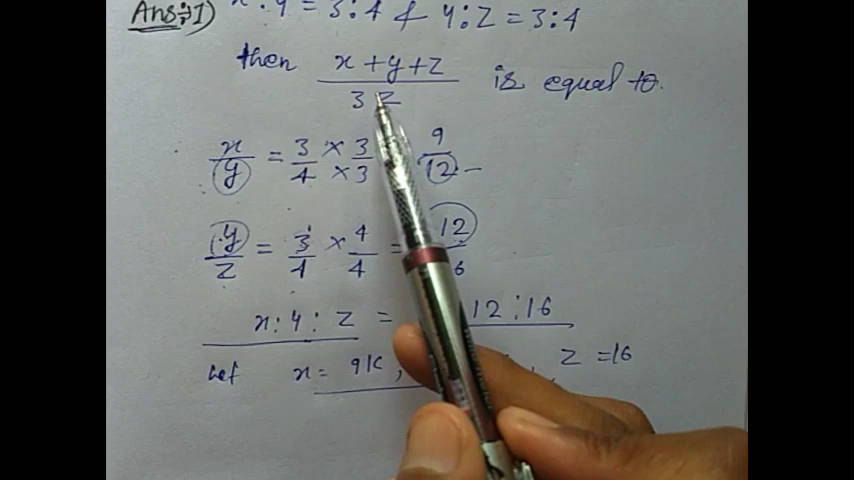 Ans:1) x:y = 3:4 & y:z = 3:4
then x+y+z / 3z is equal to.
x/y = 3/4 × 3/3 9/12 –
y/z = 3/4 × 4/4 = 12/ 6
x:y:z = 12:16
Let x = 9K, z = 16